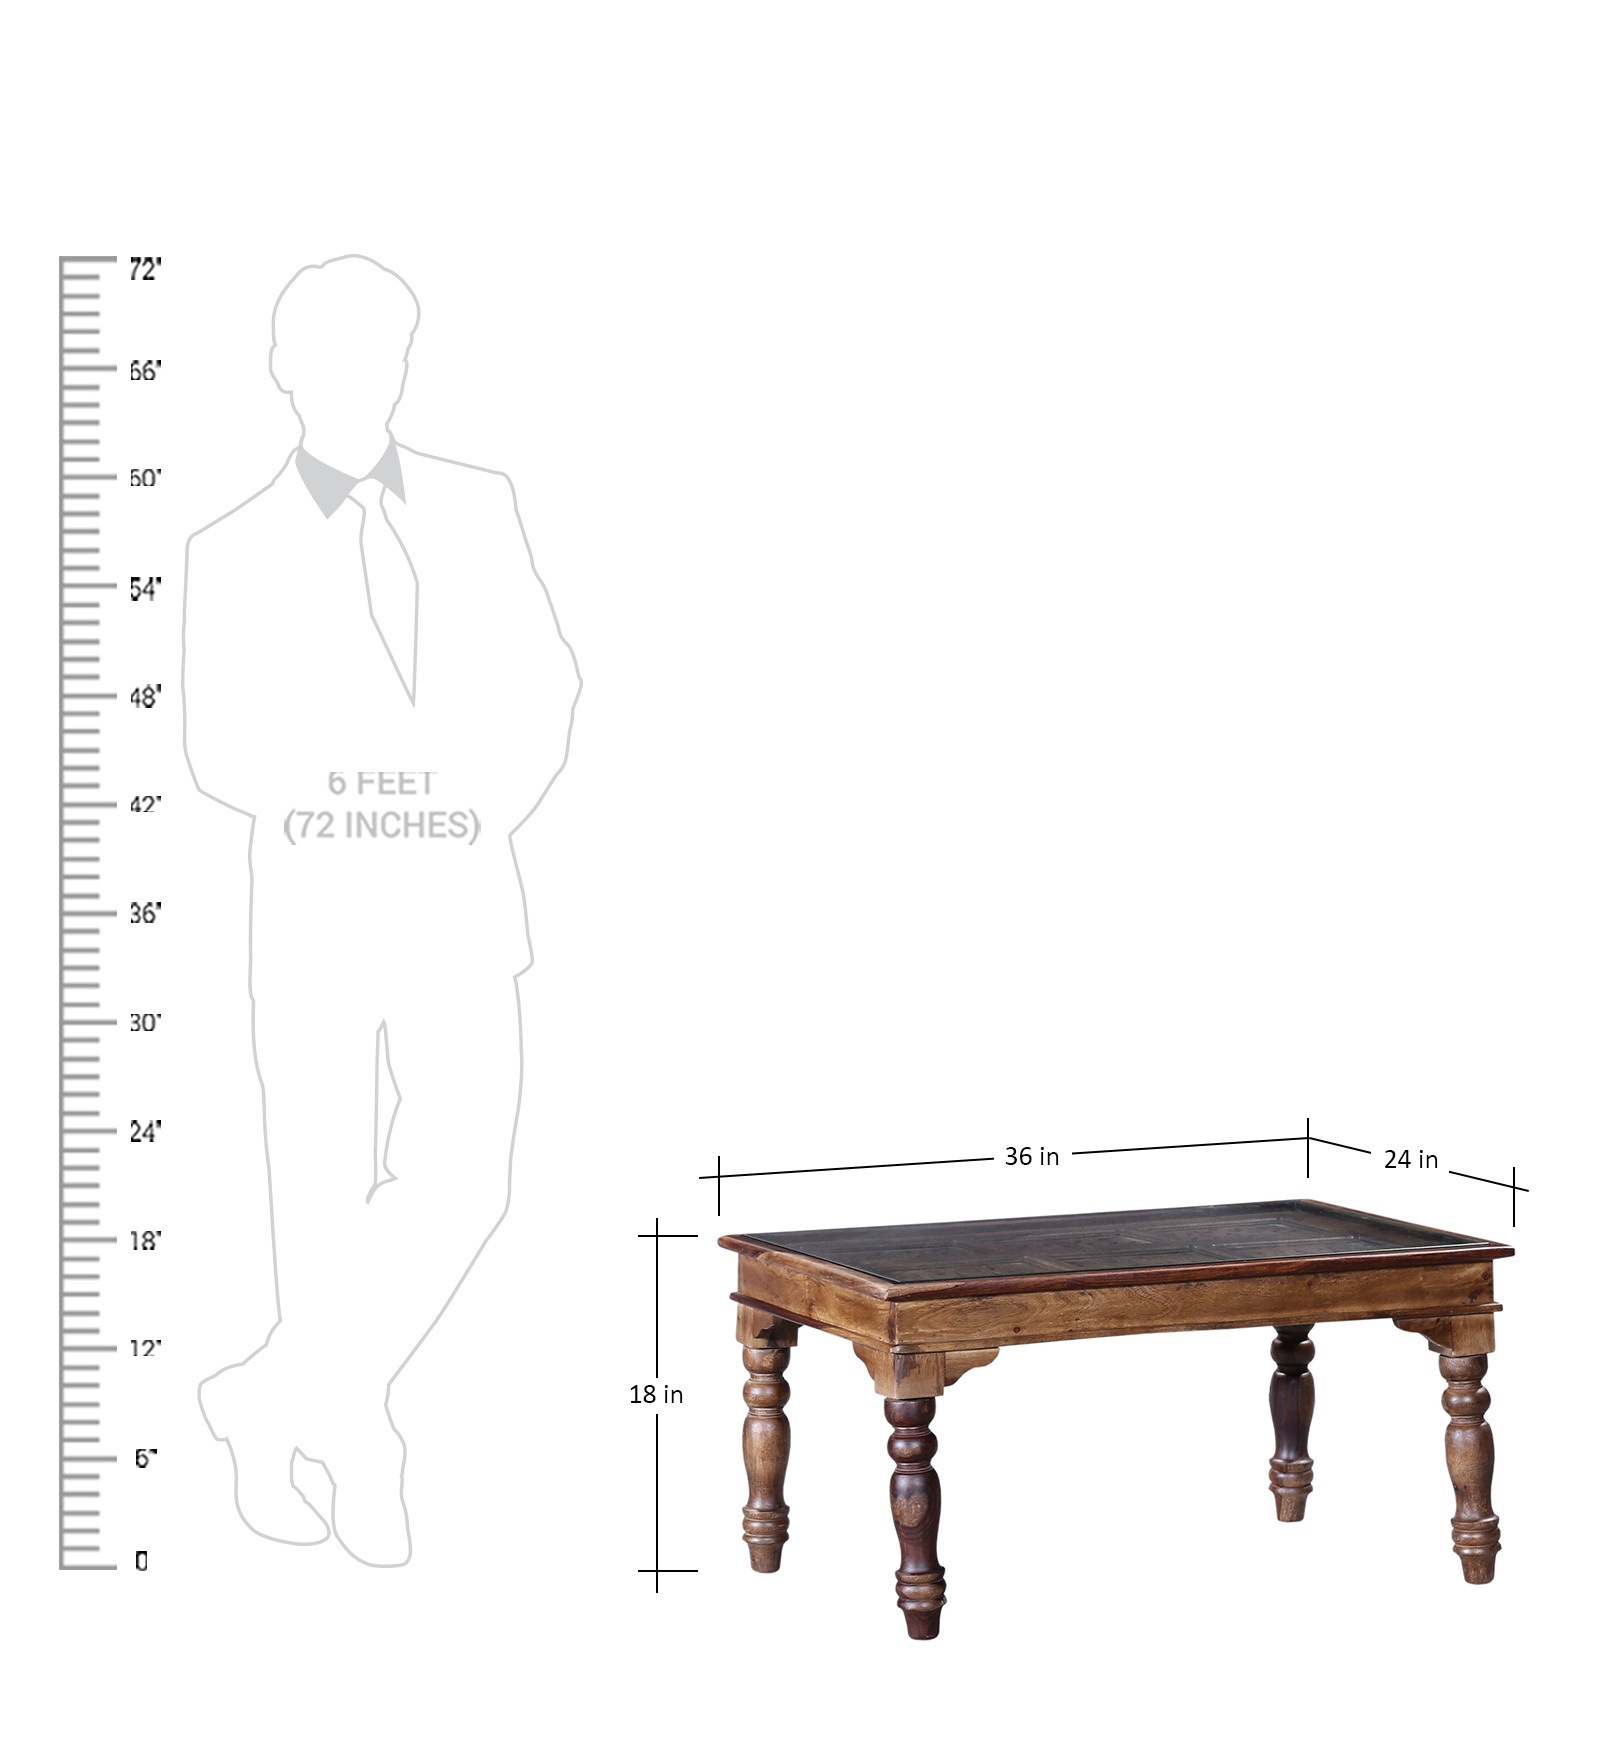 72"
66"
60"
54"
48"
6 FEET
(72 INCHES)
42"
36"
30"
24"
18"
12"
6"
0
36 in
24 in
18 in